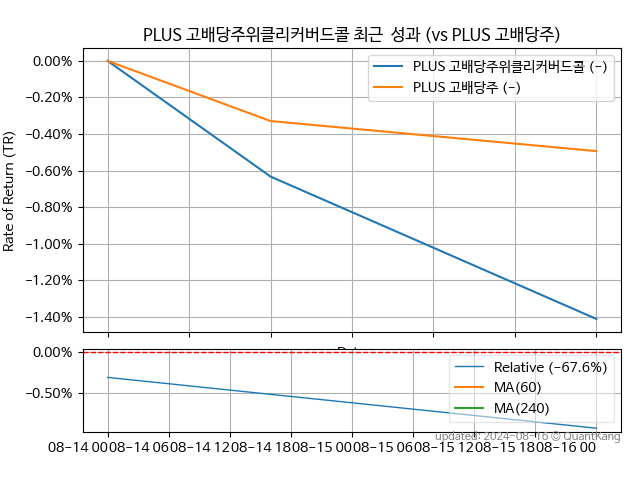 PLUS 고배당주위클리커버드콜 최근 성과 (vs PLUS 고배당주)
0.00%
-0.20%
-0.40%
-0.60%
-0.80%
-1.00%
-1.20%
-1.40%
Rate of Return (TR)
PLUS 고배당주위클리커버드콜 (-)
PLUS 고배당주 (-)
0.00%
-0.50%
Relative (-67.6%)
MA(60)
MA(240)
updated: 2024-08-16 © QuantKang
08-14 00 08-14 06 08-14 12 08-14 18 08-15 00 08-15 06 08-15 12 08-15 18 08-16 00